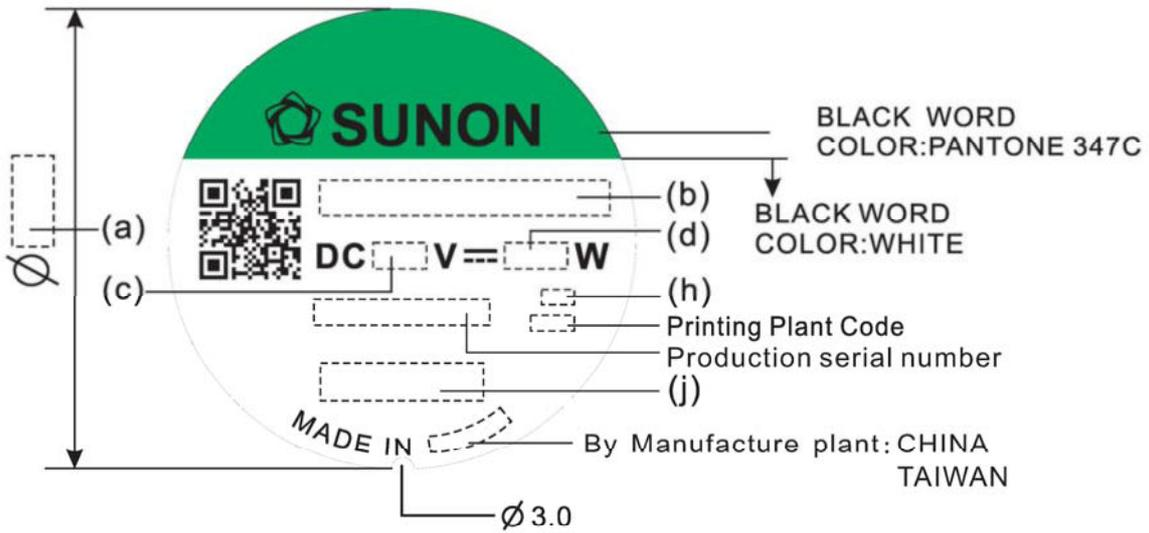 SUNON
BLACK WORD
COLOR:PANTONE 347C
(b)
BLACK WORD
COLOR:WHITE
(a)
(d)
DC V W
Ø
(c)
(h)
Printing Plant Code
Production serial number
(j)
MADE IN
By Manufacture plant: CHINA
TAIWAN
Ø 3.0